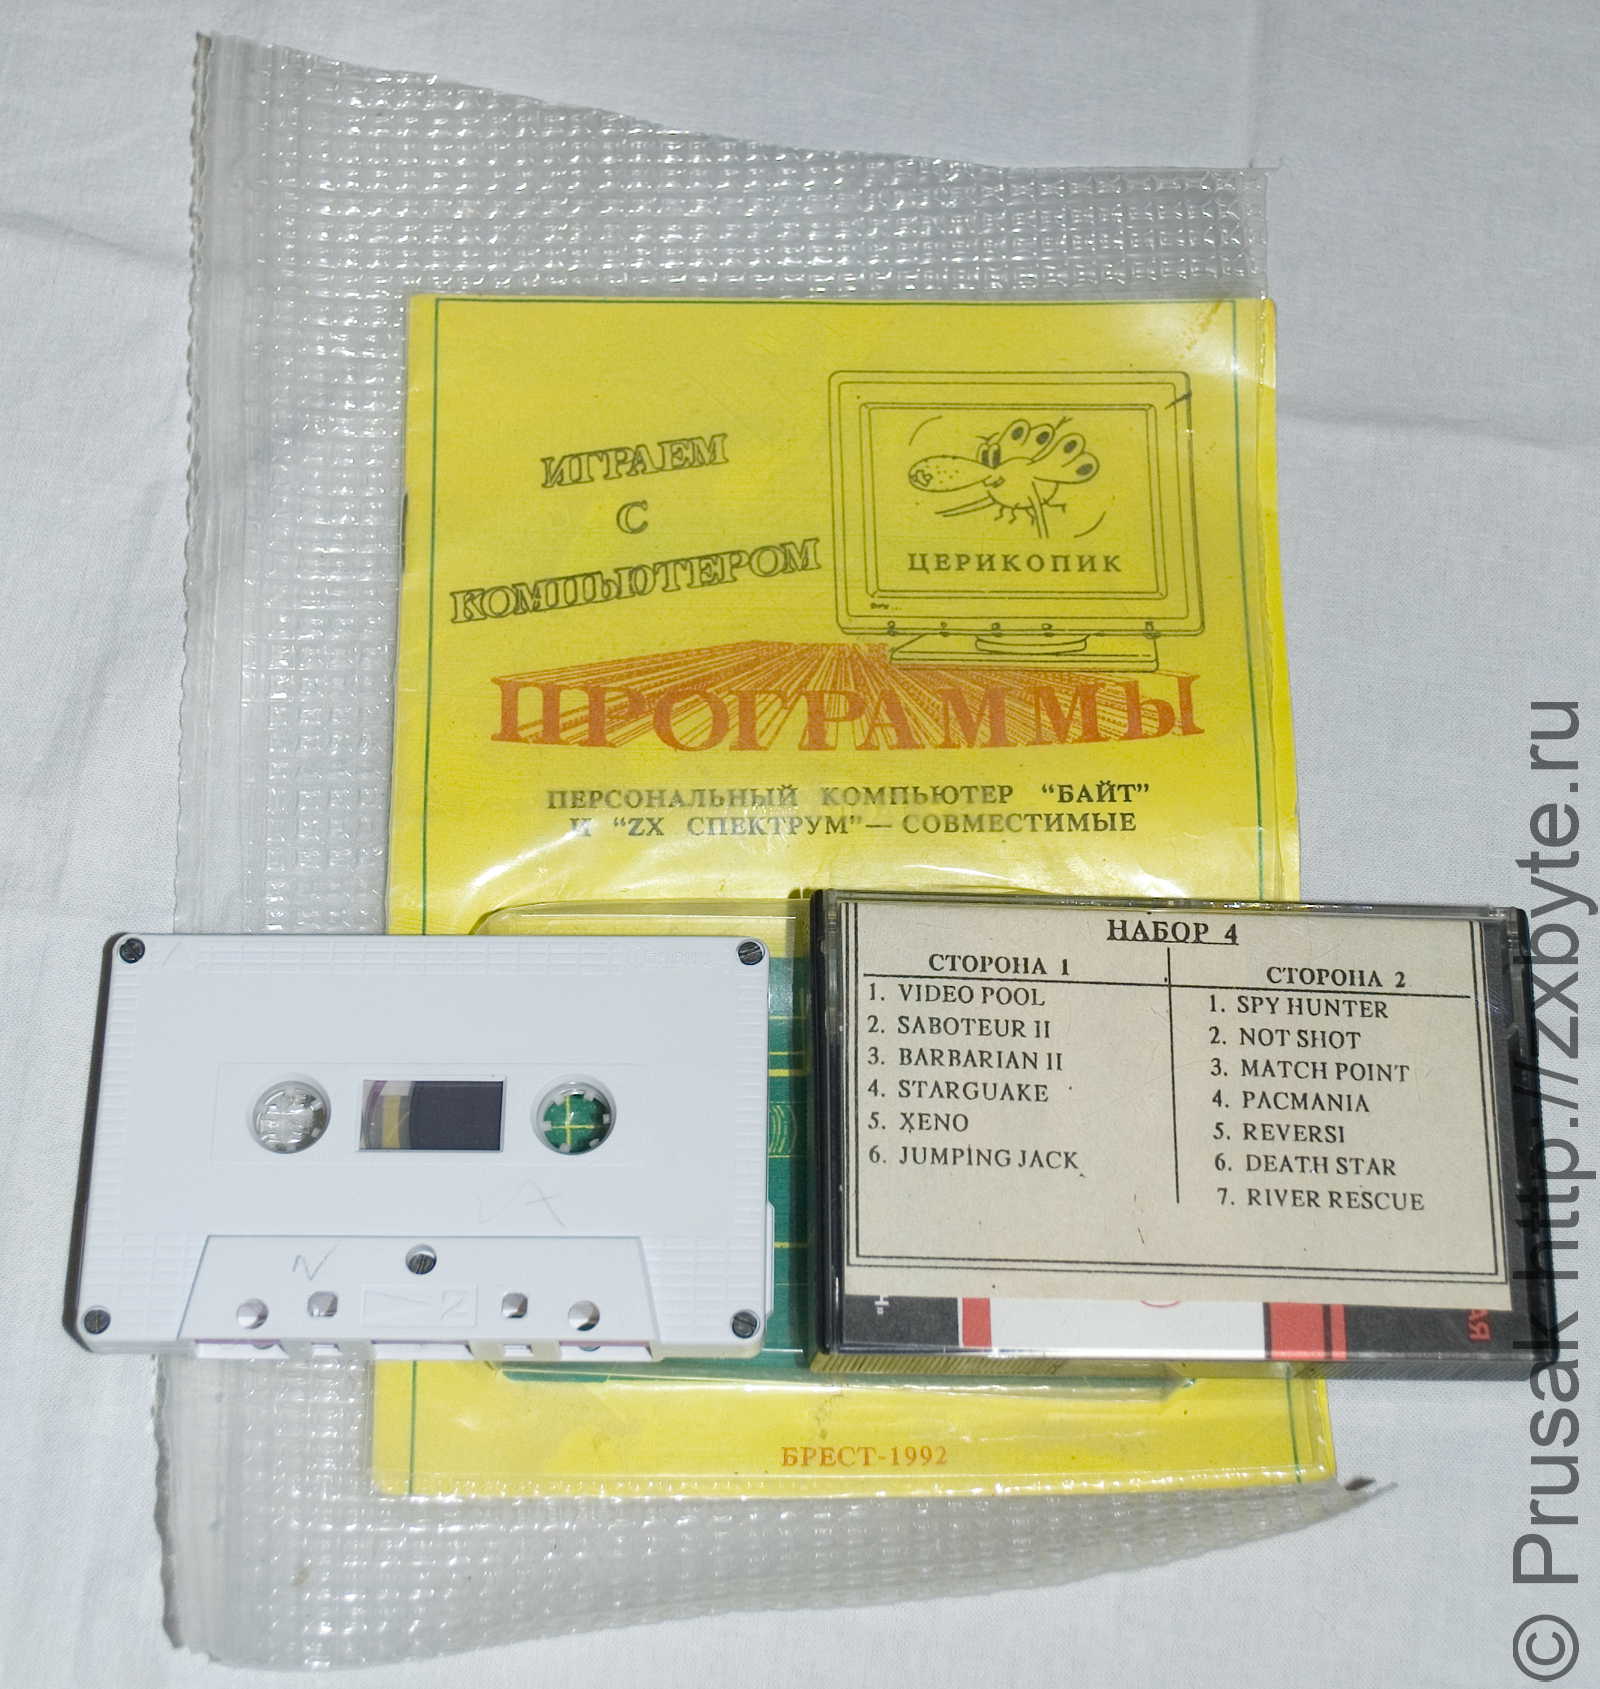 ИГРАЕМ
С
КОМПЬЮТЕРОМ
ЦЕРИКОПИК
ПРОГРАММЫ
ПЕРСОНАЛЬНЫЙ КОМПЬЮТЕР "БАЙТ"
И "ZX СПЕКТРУМ"— СОВМЕСТИМЫЕ
НАБОР 4
СТОРОНА 1
1. VIDEO POOL
2. SABOTEUR II
3. BARBARIAN II
4. STARGUAKE
5. XENO
6. JUMPING JACK
СТОРОНА 2
1. SPY HUNTER
2. NOT SHOT
3. MATCH POINT
4. PACMANIA
5. REVERSI
6. DEATH STAR
7. RIVER RESCUE
2
БРЕСТ-1992
© Prusak http://zxbyte.ru